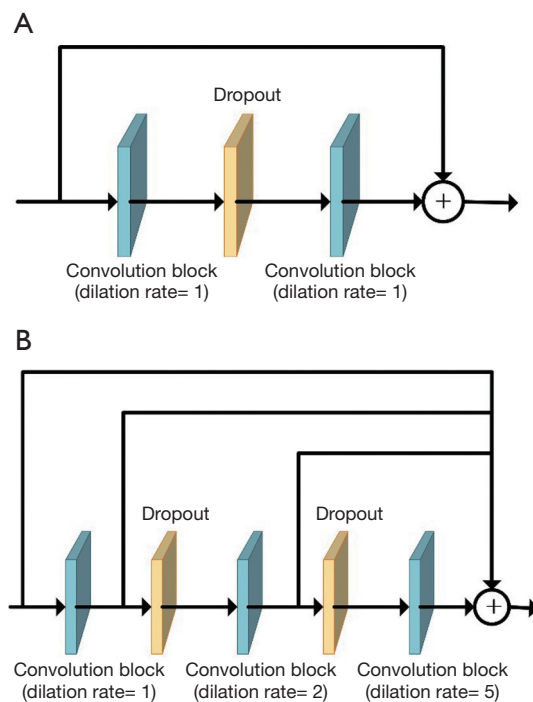 A
Dropout
+
Convolution block
(dilation rate= 1)
Convolution block
(dilation rate= 1)
B
Dropout
Dropout
+
Convolution block
(dilation rate= 1)
Convolution block
(dilation rate= 2)
Convolution block
(dilation rate= 5)